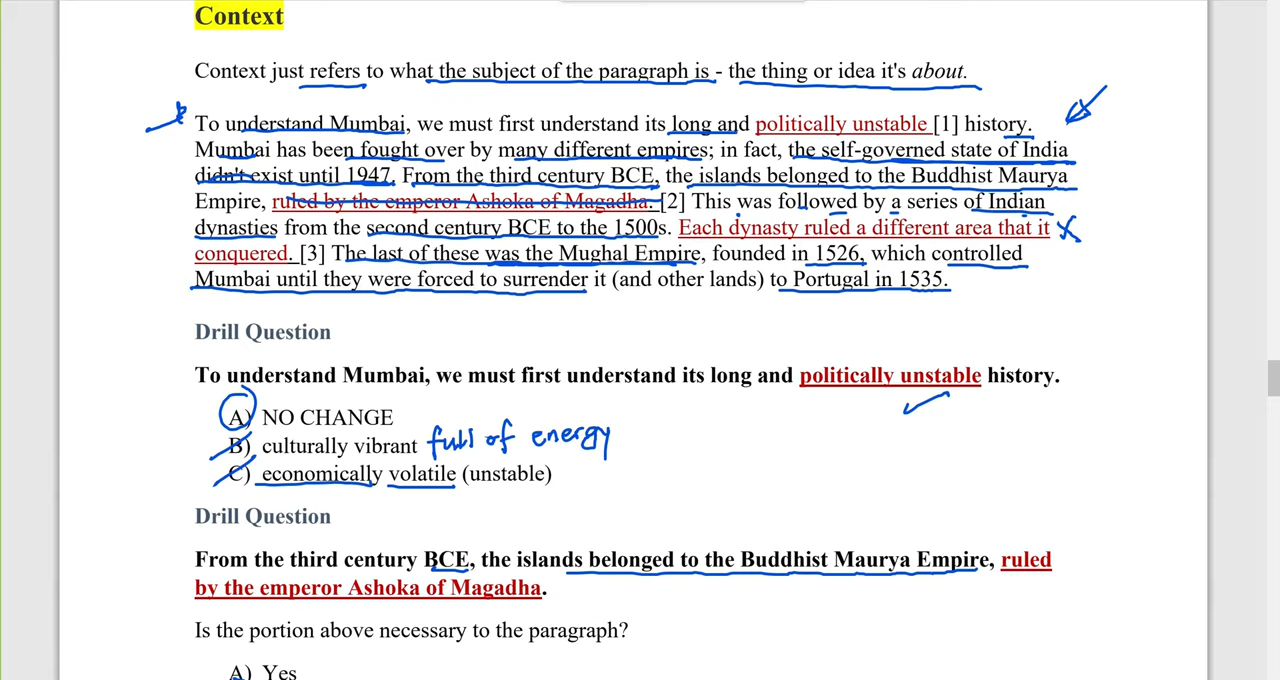 Context
Context just refers to what the subject of the paragraph is - the thing or idea it's about.
To understand Mumbai, we must first understand its long and politically unstable [1] history.
Mumbai has been fought over by many different empires; in fact, the self-governed state of India
didn't exist until 1947. From the third century BCE, the islands belonged to the Buddhist Maurya
Empire, ruled by the emperor Ashoka of Magadha. [2] This was followed by a series of Indian
dynasties from the second century BCE to the 1500s. Each dynasty ruled a different area that it
conquered. [3] The last of these was the Mughal Empire, founded in 1526, which controlled
Mumbai until they were forced to surrender it (and other lands) to Portugal in 1535.
Drill Question
To understand Mumbai, we must first understand its long and politically unstable history.
A) NO CHANGE
B) culturally vibrant full of energy
C) economically volatile (unstable)
Drill Question
From the third century BCE, the islands belonged to the Buddhist Maurya Empire, ruled
by the emperor Ashoka of Magadha.
Is the portion above necessary to the paragraph?
A) Yes